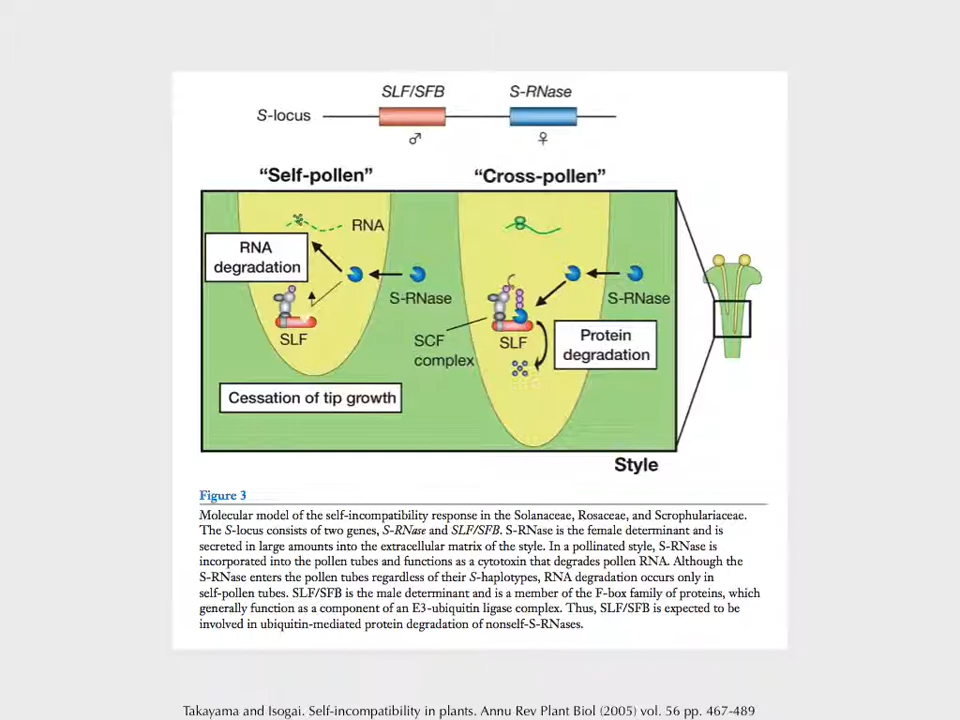 SLF/SFB S-RNase
S-locus
♂ ♀
"Self-pollen" "Cross-pollen"
RNA
RNA
degradation
S-RNase S-RNase
SLF
SCF
complex
SLF
Protein
degradation
Cessation of tip growth
Style
Figure 3
Molecular model of the self-incompatibility response in the Solanaceae, Rosaceae, and Scrophulariaceae.
The S-locus consists of two genes, S-RNase and SLF/SFB. S-RNase is the female determinant and is
secreted in large amounts into the extracellular matrix of the style. In a pollinated style, S-RNase is
incorporated into the pollen tubes and functions as a cytotoxin that degrades pollen RNA. Although the
S-RNase enters the pollen tubes regardless of their S-haplotypes, RNA degradation occurs only in
self-pollen tubes. SLF/SFB is the male determinant and is a member of the F-box family of proteins, which
generally function as a component of an E3-ubiquitin ligase complex. Thus, SLF/SFB is expected to be
involved in ubiquitin-mediated protein degradation of nonself-S-RNases.
Takayama and Isogai. Self-incompatibility in plants. Annu Rev Plant Biol (2005) vol. 56 pp. 467-489